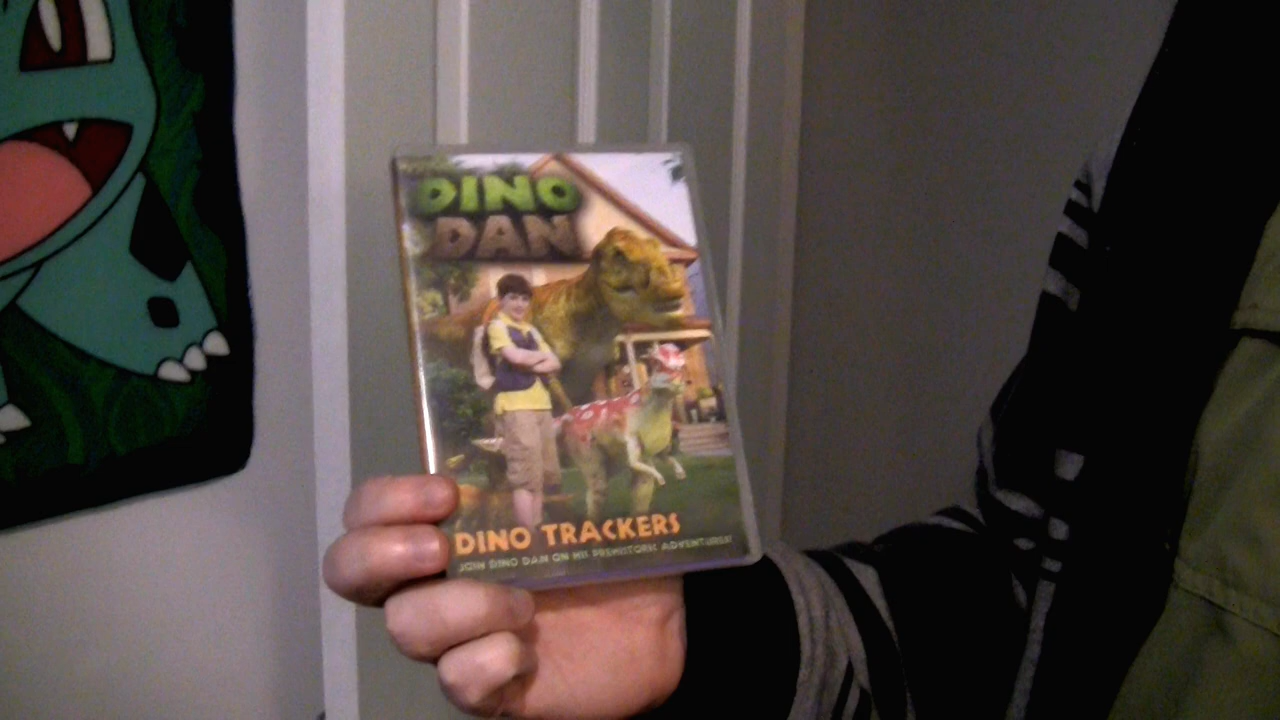 DINO
DAN
DINO TRACKERS
JOIN DINO DAN ON HIS PREHISTORIC ADVENTURES!